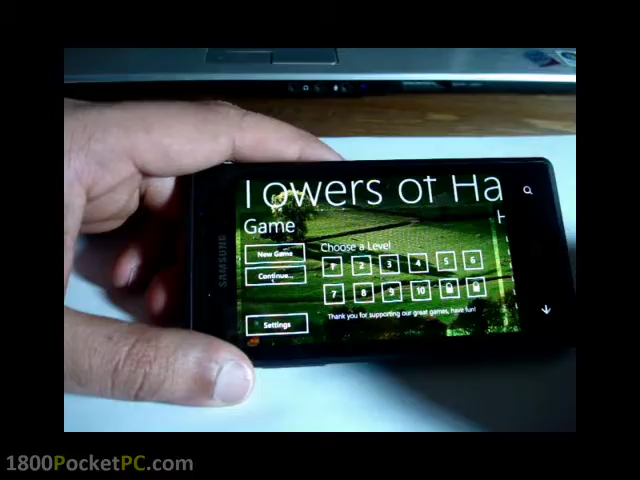 Towers of Ha
Game
H
New Game
Continue...
Choose a Level
1 2 3 4 5 6
7 8 9 10
Settings
Thank you for supporting our great games, have fun!
SAMSUNG
1800PocketPC.com